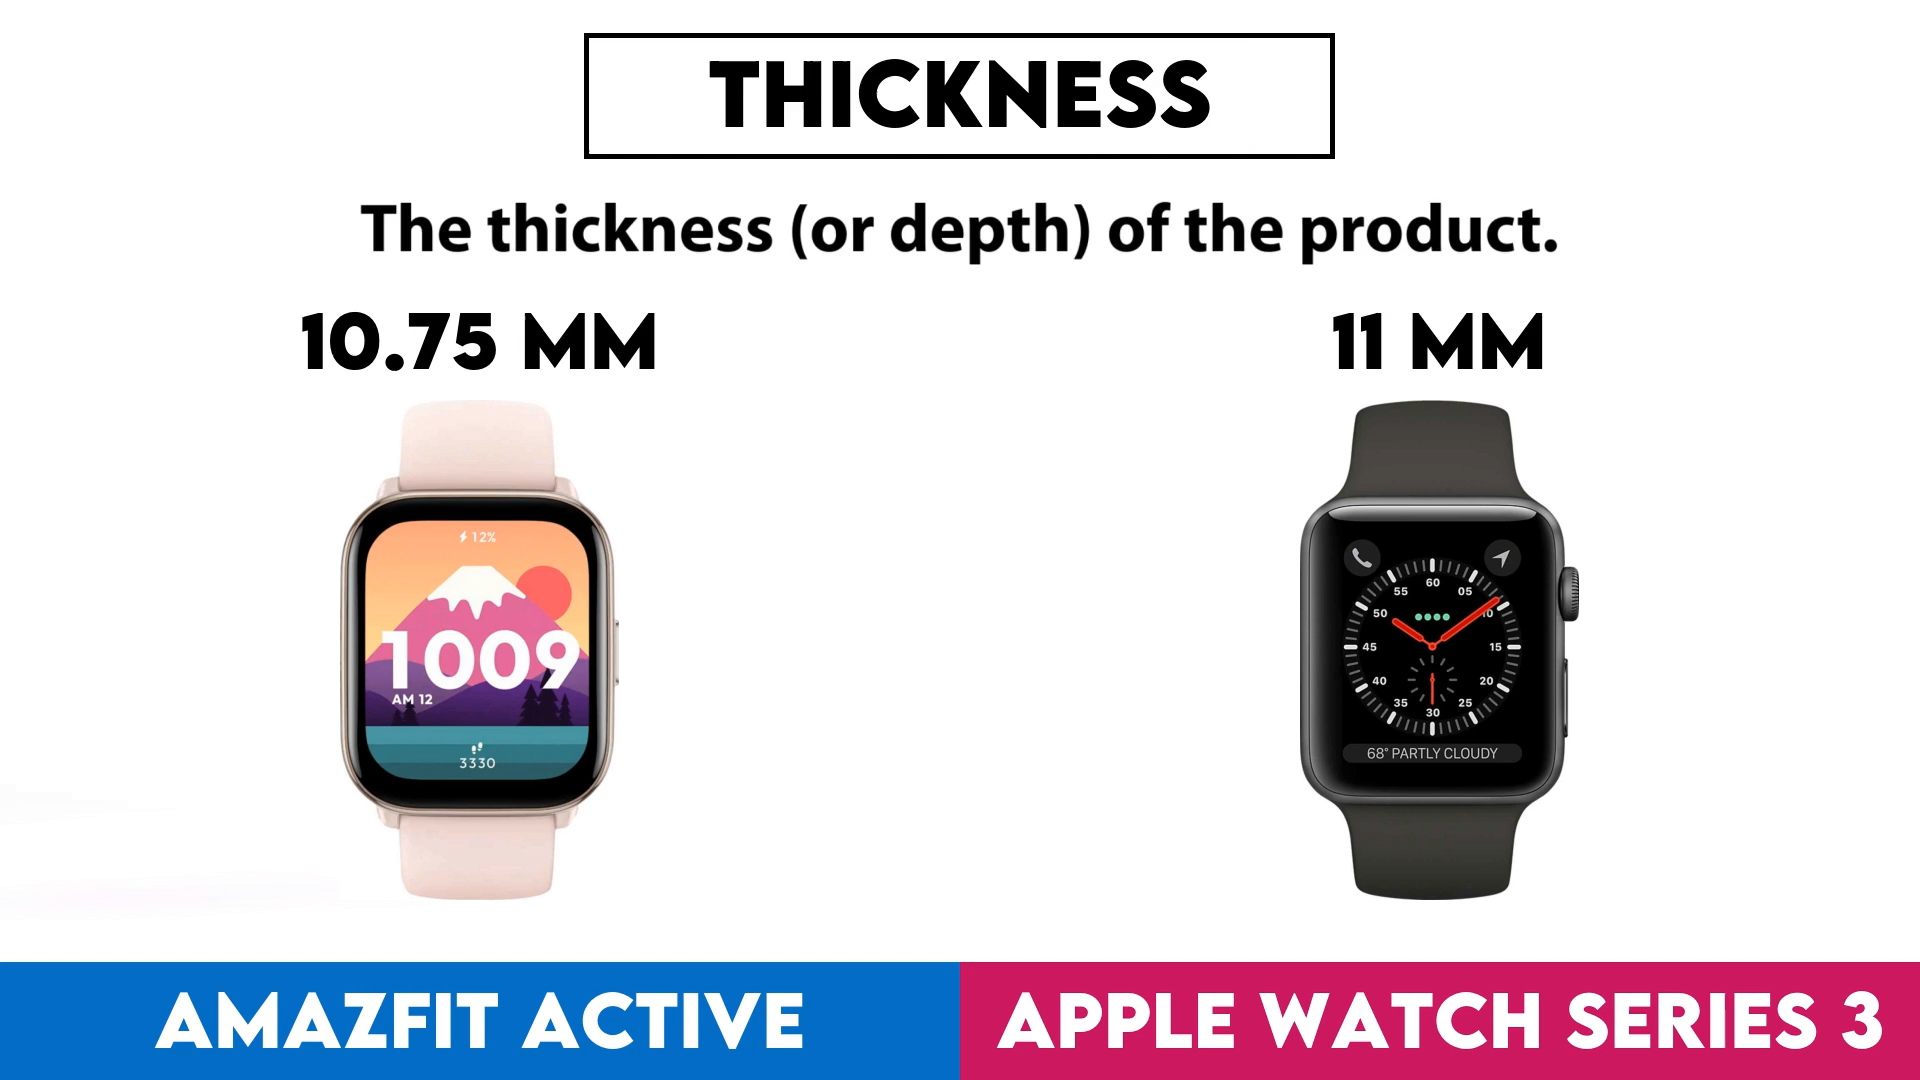 THICKNESS
The thickness (or depth) of the product.
10.75 MM
11 MM
12%
1009
AM 12
3330
60
55
05
50
10
45
15
40
20
35
25
30
68° PARTLY CLOUDY
AMAZFIT ACTIVE
APPLE WATCH SERIES 3